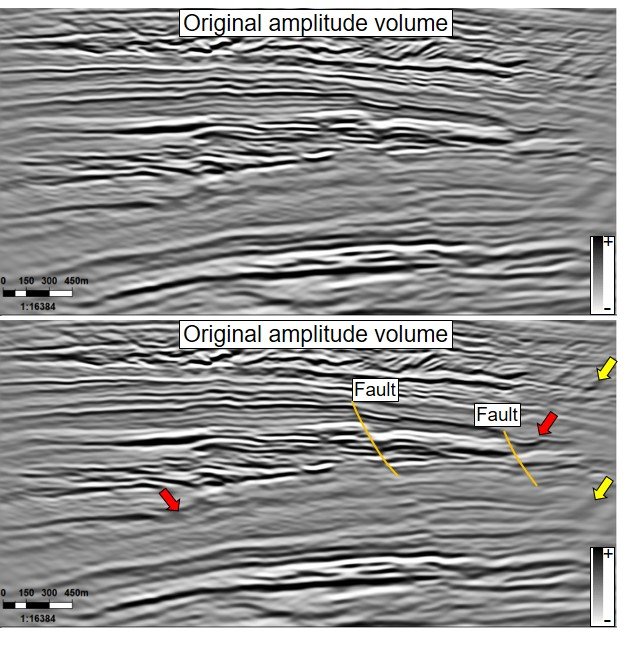 Original amplitude volume
+
0 150 300 450m
1:16384
-
Original amplitude volume
Fault
Fault
+
0 150 300 450m
1:16384
-